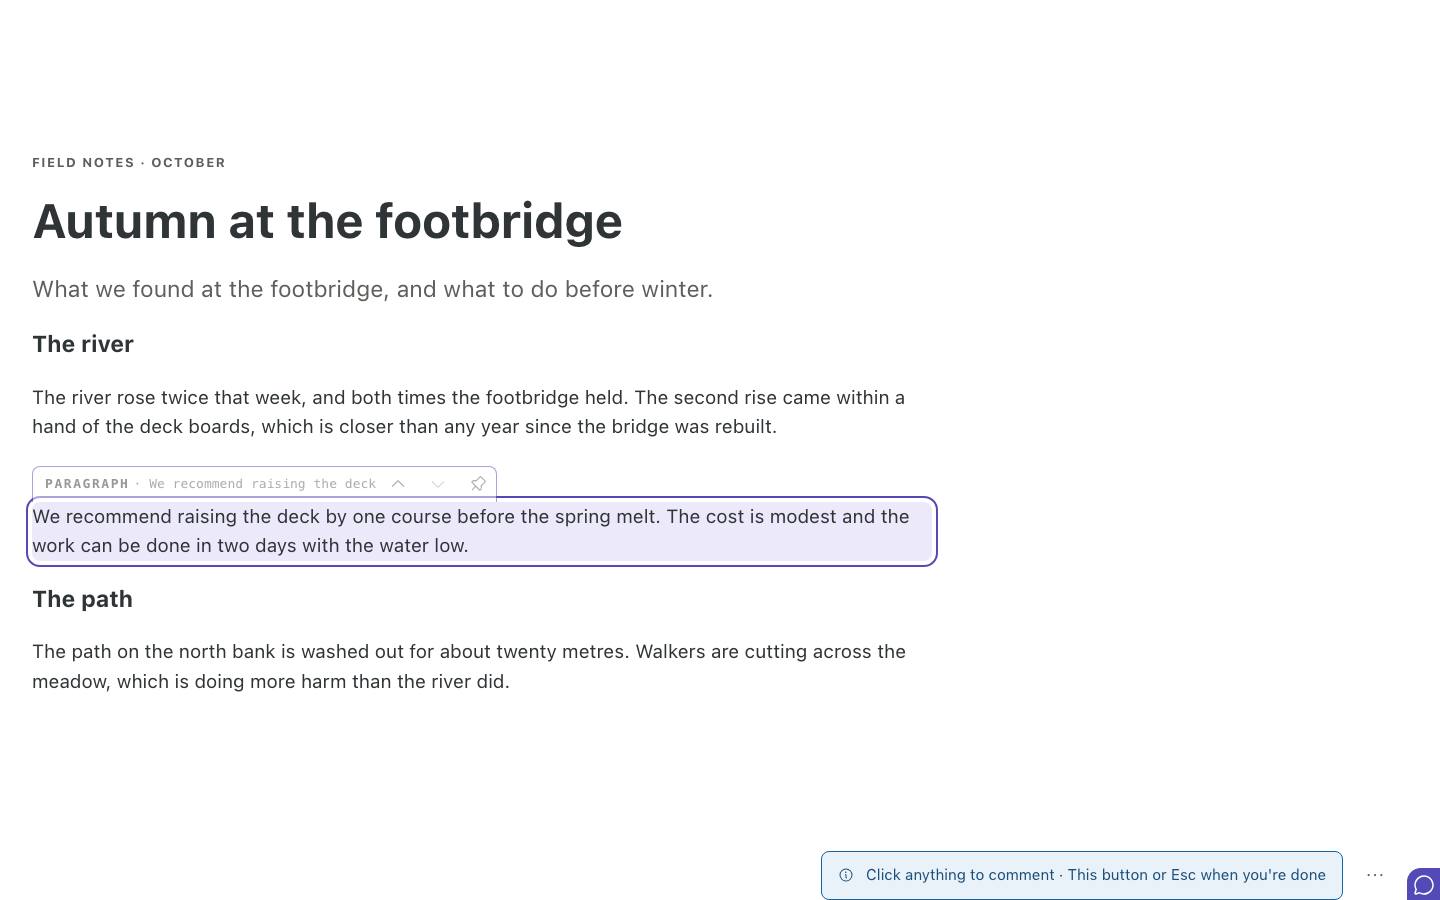 FIELD NOTES · OCTOBER
Autumn at the footbridge
What we found at the footbridge, and what to do before winter.
The river
The river rose twice that week, and both times the footbridge held. The second rise came within a
hand of the deck boards, which is closer than any year since the bridge was rebuilt.
PARAGRAPH · We recommend raising the deck
We recommend raising the deck by one course before the spring melt. The cost is modest and the
work can be done in two days with the water low.
The path
The path on the north bank is washed out for about twenty metres. Walkers are cutting across the
meadow, which is doing more harm than the river did.
Click anything to comment · This button or Esc when you're done